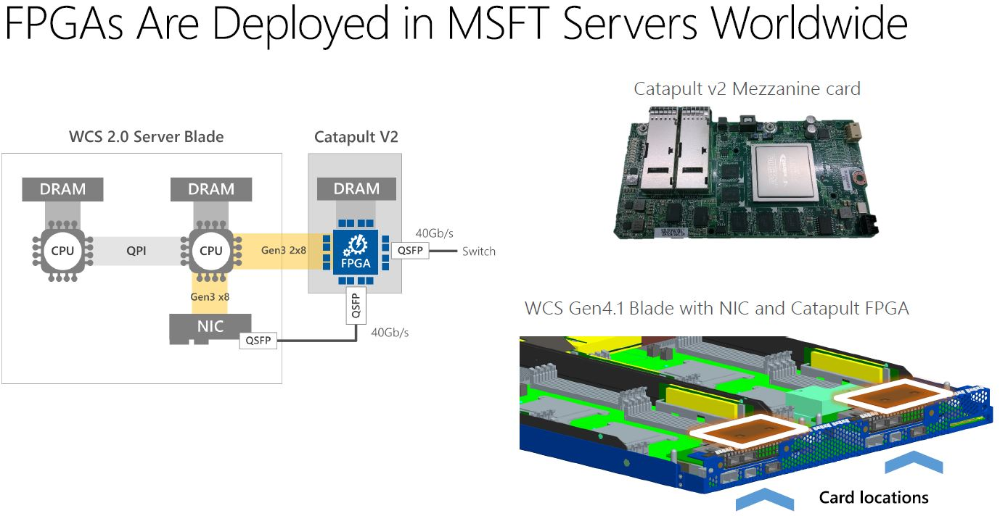 FPGAs Are Deployed in MSFT Servers Worldwide
Catapult v2 Mezzanine card
WCS 2.0 Server Blade
Catapult V2
DRAM
DRAM
DRAM
CPU
QPI
CPU
Gen3 2x8
FPGA
40Gb/s
QSFP
Switch
Gen3 x8
NIC
QSFP
QSFP
40Gb/s
WCS Gen4.1 Blade with NIC and Catapult FPGA
Card locations